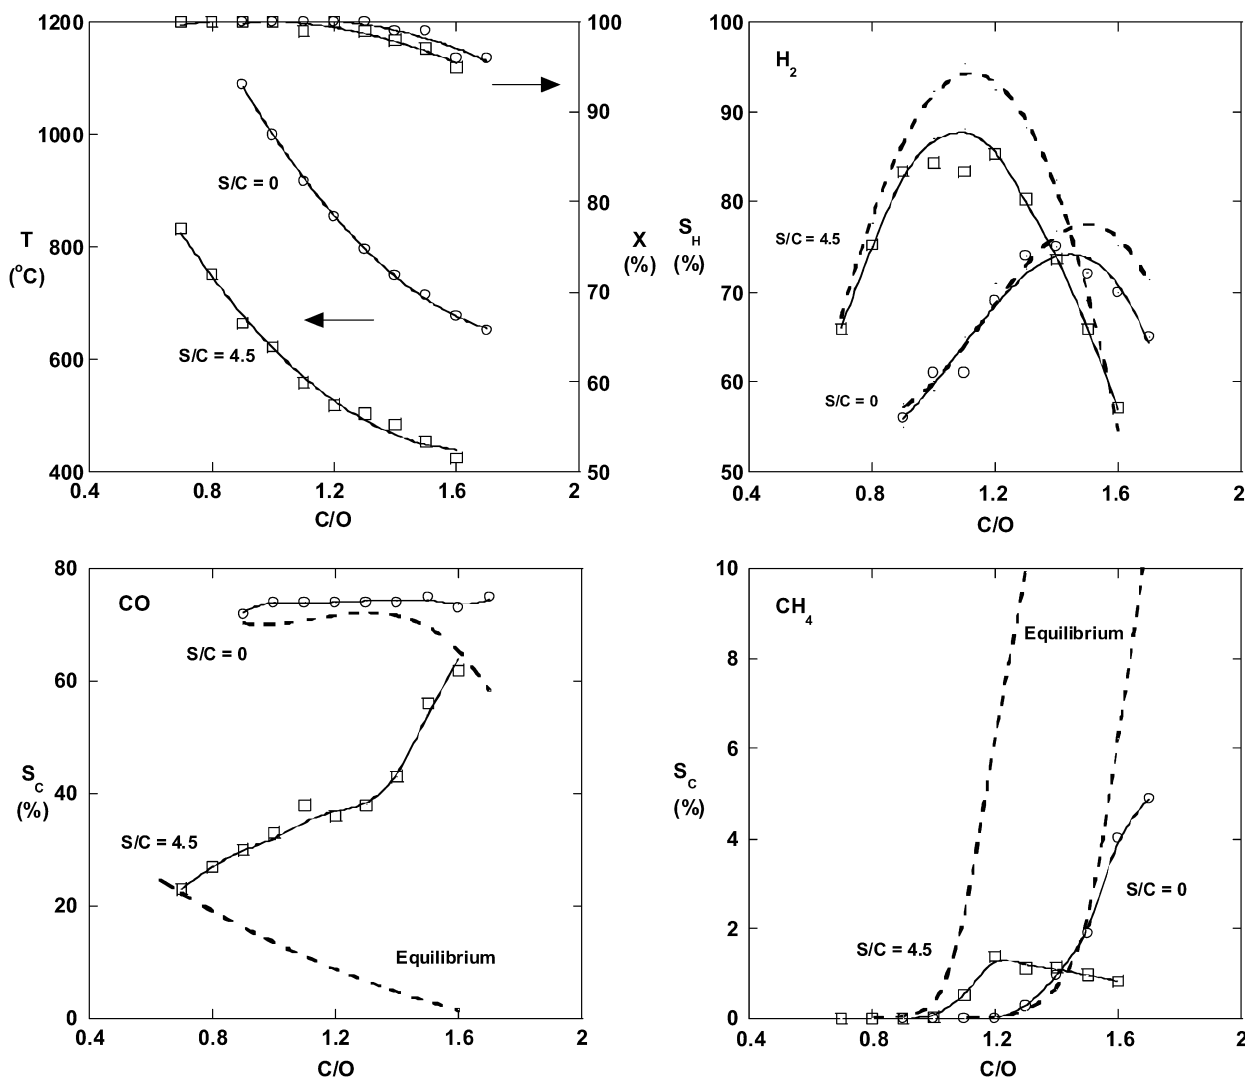 1200
1000
800
600
400
T
(°C)
S/C = 0
S/C = 4.5
100
90
80
70
60
50
X
(%)
0.4
0.8
1.2
1.6
2
C/O
H2
100
90
80
70
60
50
SH
(%)
S/C = 4.5
S/C = 0
0.4
0.8
1.2
1.6
2
C/O
CO
80
60
40
20
0
SC
(%)
S/C = 0
S/C = 4.5
Equilibrium
0.4
0.8
1.2
1.6
2
C/O
CH4
10
8
6
4
2
0
SC
(%)
Equilibrium
S/C = 0
S/C = 4.5
0.4
0.8
1.2
1.6
2
C/O